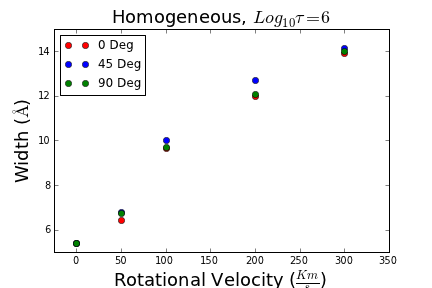 Homogeneous, Log10τ=6
0 Deg
45 Deg
90 Deg
14
12
10
8
6
Width (Å)
0 50 100 150 200 250 300 350
Rotational Velocity (Km/s)